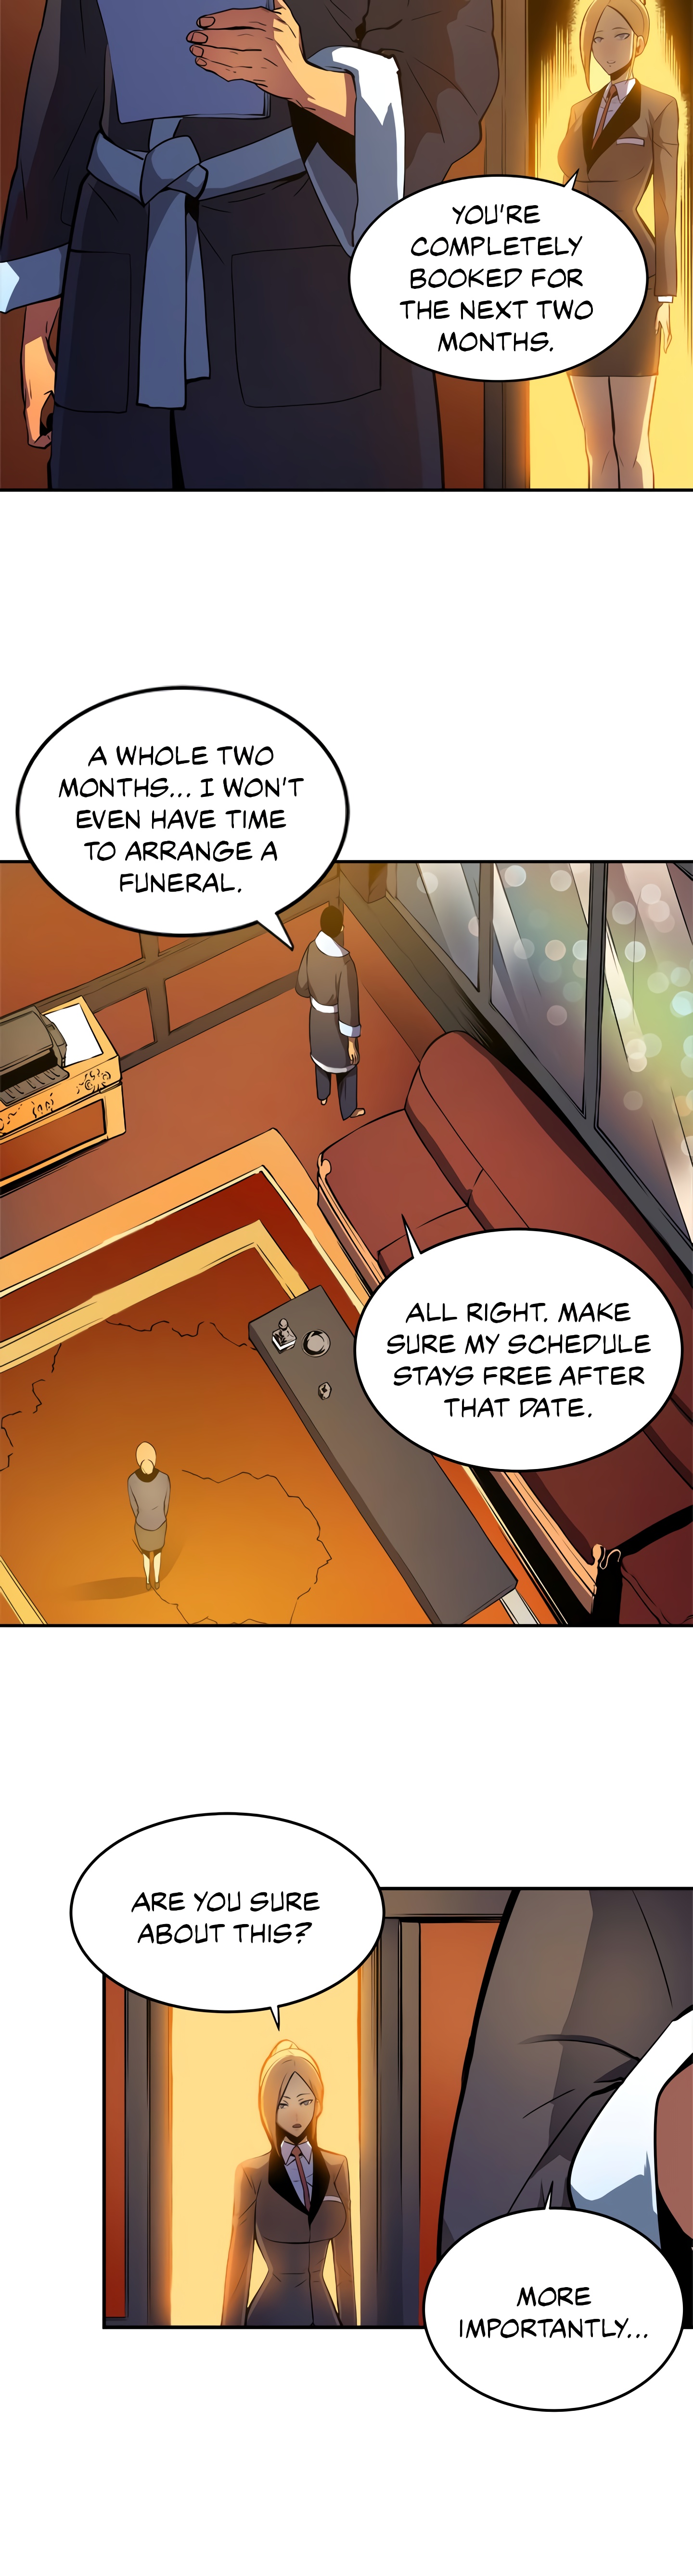 YOU'RE
COMPLETELY
BOOKED FOR
THE NEXT TWO
MONTHS.
A WHOLE TWO
MONTHS... I WON'T
EVEN HAVE TIME
TO ARRANGE A
FUNERAL.
ALL RIGHT. MAKE
SURE MY SCHEDULE
STAYS FREE AFTER
THAT DATE.
ARE YOU SURE
ABOUT THIS?
MORE
IMPORTANTLY...